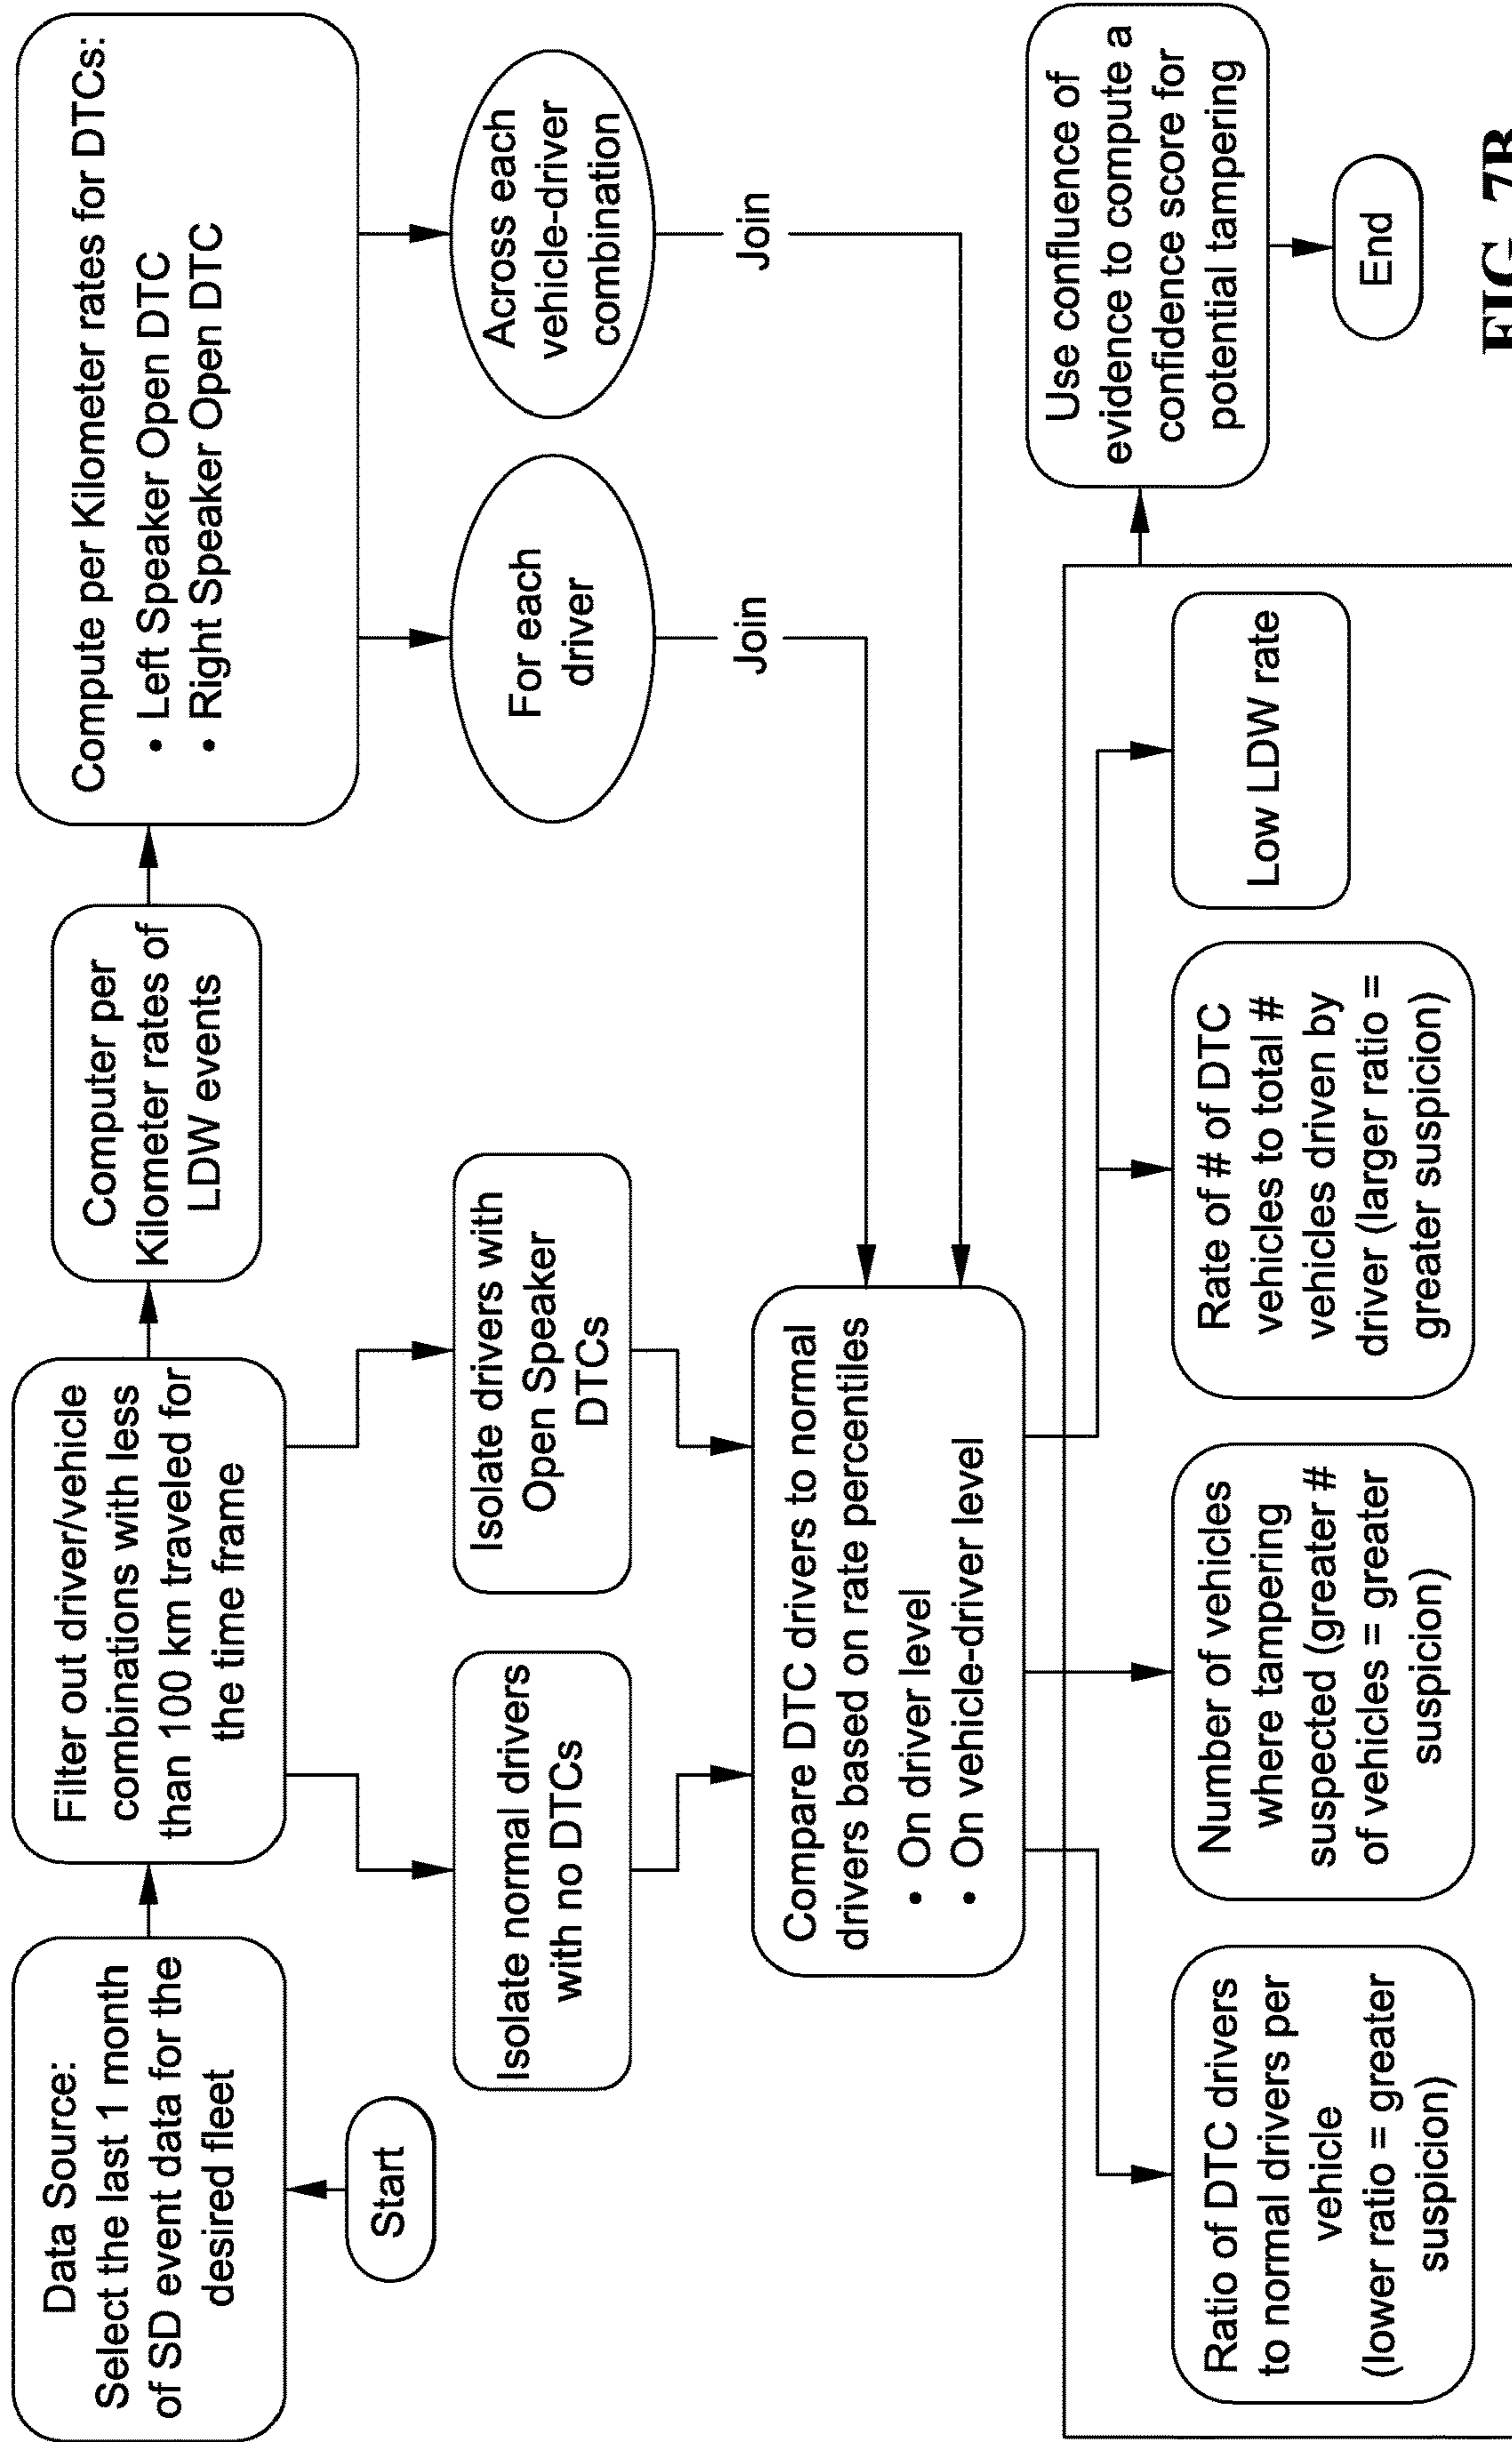 Data Source:
Select the last 1 month
of SD event data for the
desired fleet
Start
Filter out driver/vehicle
combinations with less
than 100 km traveled for
the time frame
Computer per
Kilometer rates of
LDW events
Compute per Kilometer rates for DTCs:
• Left Speaker Open DTC
• Right Speaker Open DTC
Isolate normal drivers
with no DTCs
Isolate drivers with
Open Speaker
DTCs
For each
driver
Across each
vehicle-driver
combination
Join
Join
Compare DTC drivers to normal
drivers based on rate percentiles
• On driver level
• On vehicle-driver level
Ratio of DTC drivers
to normal drivers per
vehicle
(lower ratio = greater
suspicion)
Number of vehicles
where tampering
suspected (greater #
of vehicles = greater
suspicion)
Rate of # of DTC
vehicles to total #
vehicles driven by
driver (larger ratio =
greater suspicion)
Low LDW rate
Use confluence of
evidence to compute a
confidence score for
potential tampering
End
FIG. 7B